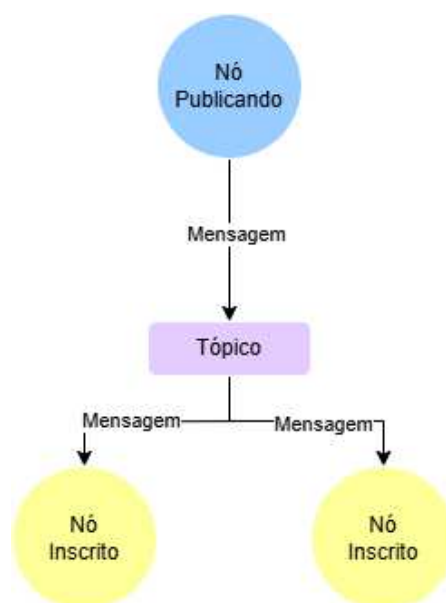 Nó
Publicando
Mensagem
Tópico
Mensagem
Mensagem
Nó
Inscrito
Nó
Inscrito